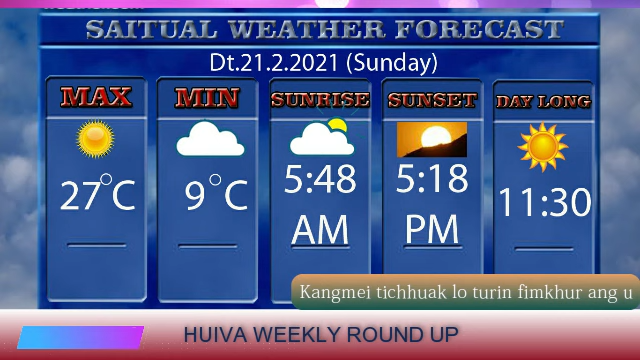 SAITUAL WEATHER FORECAST
Dt.21.2.2021 (Sunday)
MAX MIN SUNRISE SUNSET DAY LONG
27°C 9°C 5:48 AM 5:18 PM 11:30
Kangmei tichhuak lo turin fimkhur ang u
HUIVA WEEKLY ROUND UP